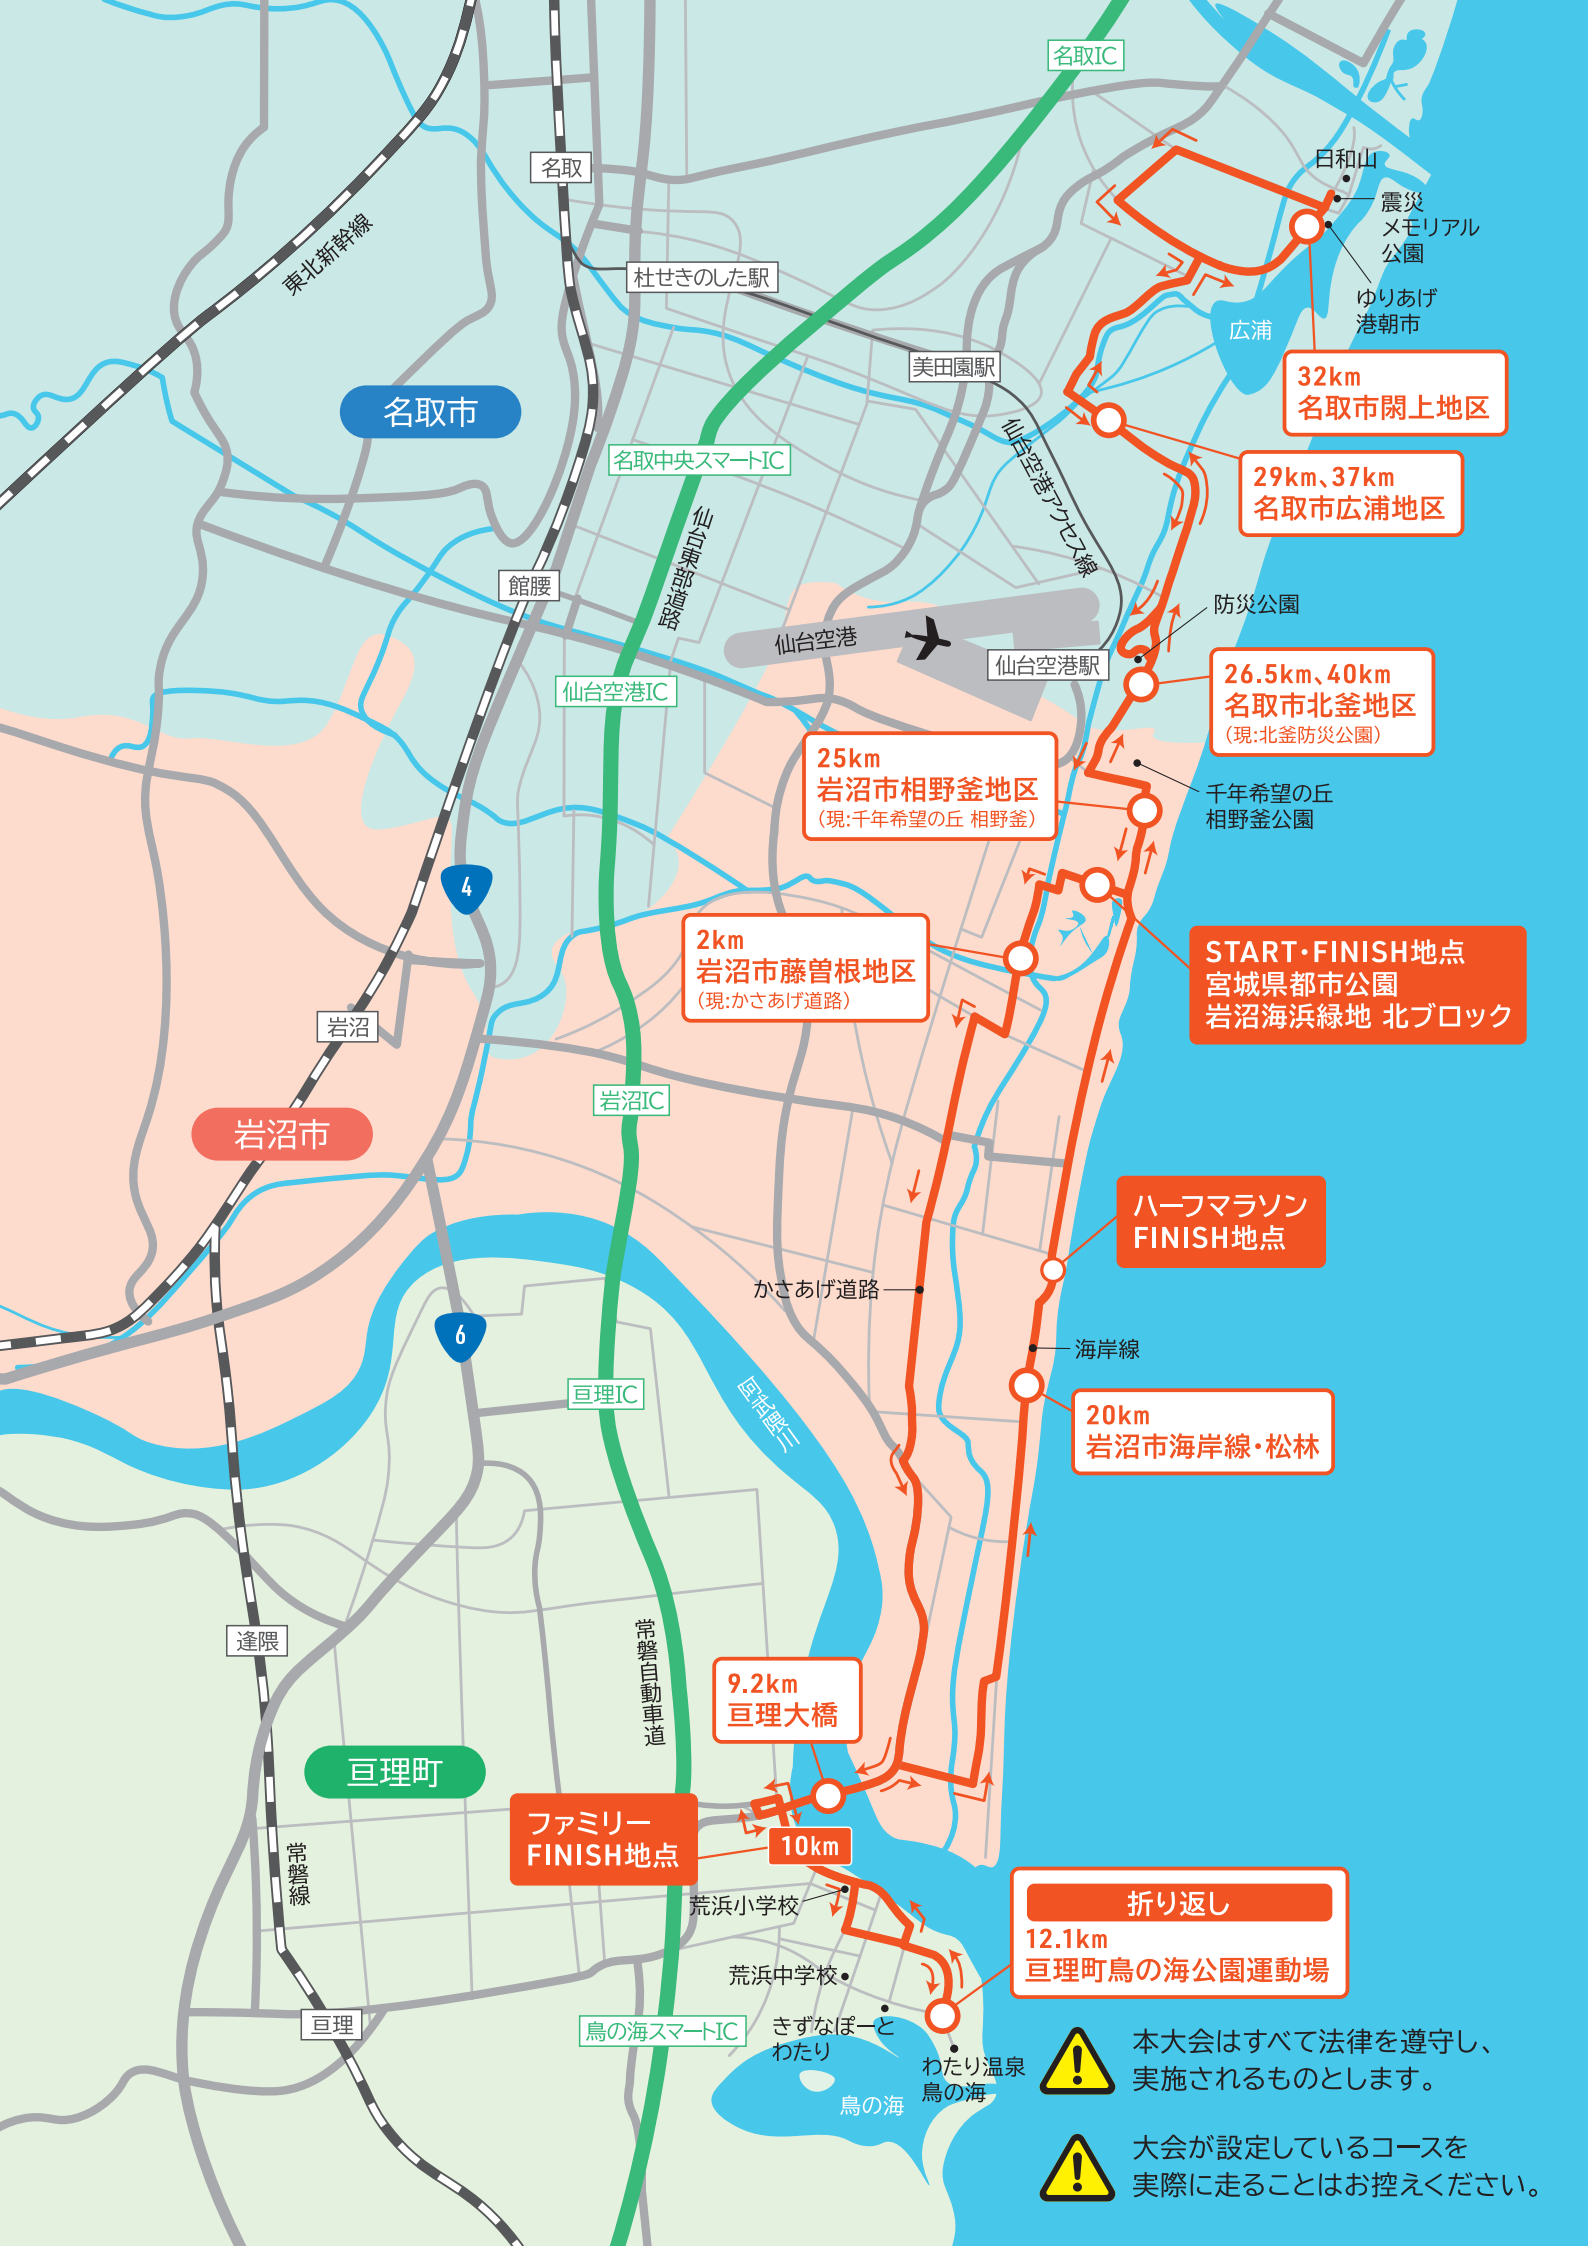 名取IC
日和山
名取
震災
メモリアル
公園
東北新幹線
杜せきのした駅
ゆりあげ
港朝市
広浦
美田園駅
32km
名取市閖上地区
名取市
名取中央スマートIC
仙台空港アクセス線
29km、37km
名取市広浦地区
仙台東部道路
館腰
防災公園
仙台空港
仙台空港駅
26.5km、40km
名取市北釜地区
（現:北釜防災公園）
仙台空港IC
25km
岩沼市相野釜地区
（現:千年希望の丘 相野釜）
千年希望の丘
相野釜公園
4
2km
岩沼市藤曽根地区
（現:かさあげ道路）
START・FINISH地点
宮城県都市公園
岩沼海浜緑地 北ブロック
岩沼
岩沼IC
岩沼市
ハーフマラソン
FINISH地点
かさあげ道路
6
海岸線
亘理IC
阿武隈川
20km
岩沼市海岸線・松林
逢隈
常磐自動車道
9.2km
亘理大橋
亘理町
ファミリー
FINISH地点
10km
常磐線
荒浜小学校
折り返し
12.1km
亘理町鳥の海公園運動場
荒浜中学校
亘理
鳥の海スマートIC
きずなぽーと
わたり
わたり温泉
鳥の海
鳥の海
本大会はすべて法律を遵守し、
実施されるものとします。
大会が設定しているコースを
実際に走ることはお控えください。